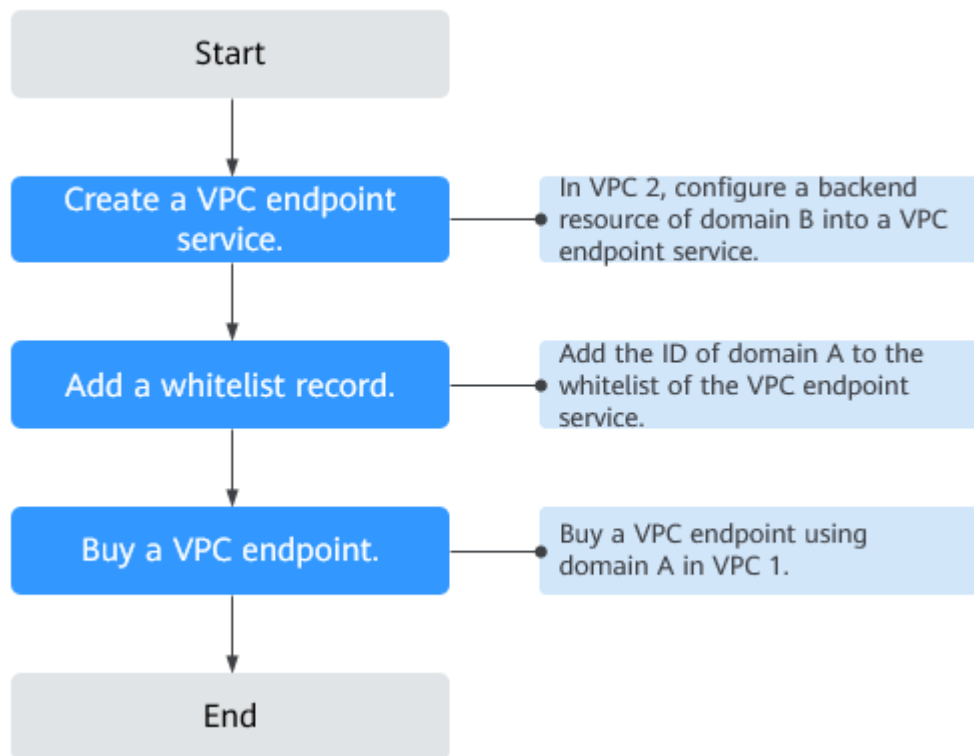 Start
Create a VPC endpoint
service.
In VPC 2, configure a backend
resource of domain B into a VPC
endpoint service.
Add a whitelist record.
Add the ID of domain A to the
whitelist of the VPC endpoint
service.
Buy a VPC endpoint.
Buy a VPC endpoint using
domain A in VPC 1.
End